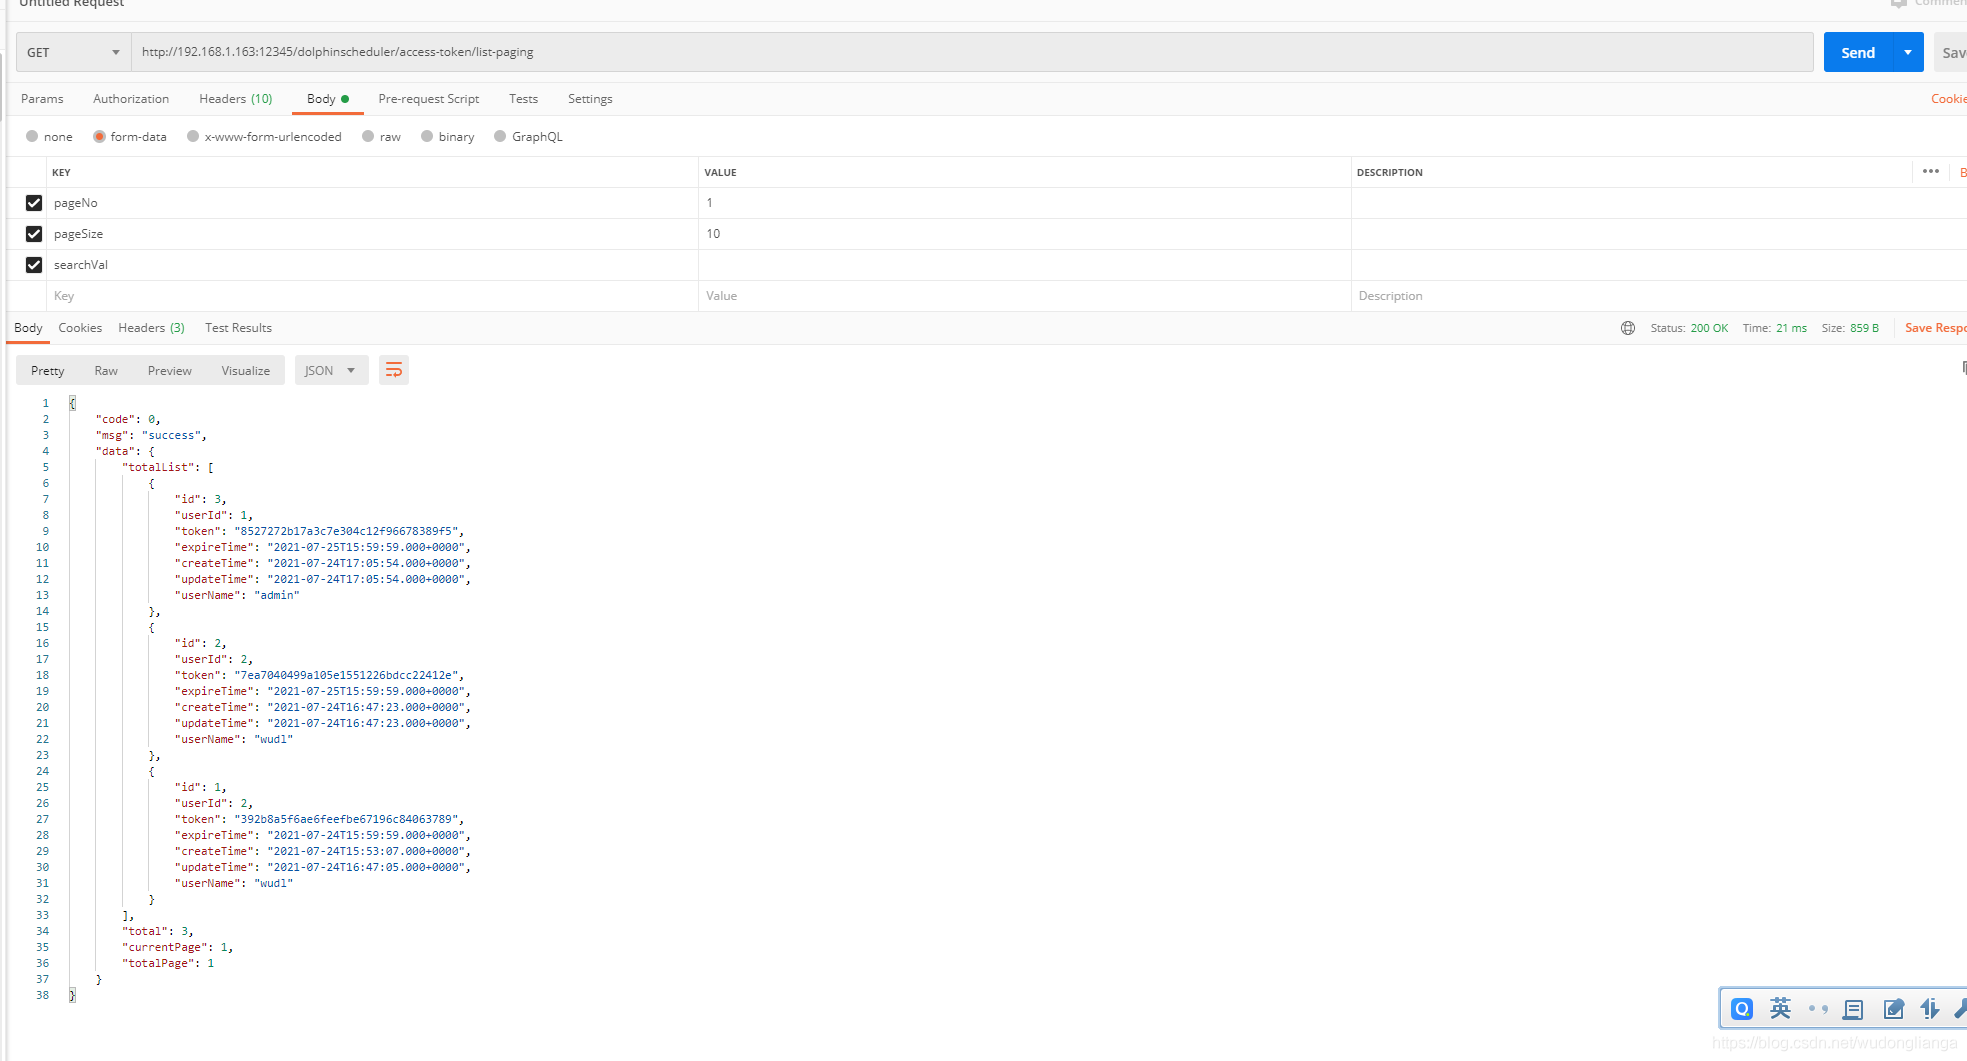 Untitled Request
Commen
GET
http://192.168.1.163:12345/dolphinscheduler/access-token/list-paging
Send
Sav
Params Authorization Headers (10) Body Pre-request Script Tests Settings
Cookie
none form-data x-www-form-urlencoded raw binary GraphQL
KEY VALUE DESCRIPTION ••• B
pageNo 1
pageSize 10
searchVal
Key Value Description
Body Cookies Headers (3) Test Results
Status: 200 OK Time: 21 ms Size: 859 B Save Respo
Pretty Raw Preview Visualize JSON
1 {
2 "code": 0,
3 "msg": "success",
4 "data": {
5 "totalList": [
6 {
7 "id": 3,
8 "userId": 1,
9 "token": "8527272b17a3c7e304c12f96678389f5",
10 "expireTime": "2021-07-25T15:59:59.000+0000",
11 "createTime": "2021-07-24T17:05:54.000+0000",
12 "updateTime": "2021-07-24T17:05:54.000+0000",
13 "userName": "admin"
14 },
15 {
16 "id": 2,
17 "userId": 2,
18 "token": "7ea7040499a105e1551226bdcc22412e",
19 "expireTime": "2021-07-25T15:59:59.000+0000",
20 "createTime": "2021-07-24T16:47:23.000+0000",
21 "updateTime": "2021-07-24T16:47:23.000+0000",
22 "userName": "wudl"
23 },
24 {
25 "id": 1,
26 "userId": 2,
27 "token": "392b8a5f6ae6feefbe67196c84063789",
28 "expireTime": "2021-07-24T15:59:59.000+0000",
29 "createTime": "2021-07-24T15:53:07.000+0000",
30 "updateTime": "2021-07-24T16:47:05.000+0000",
31 "userName": "wudl"
32 }
33 ],
34 "total": 3,
35 "currentPage": 1,
36 "totalPage": 1
37 }
38 }
英
https://blog.csdn.net/wudonglianga